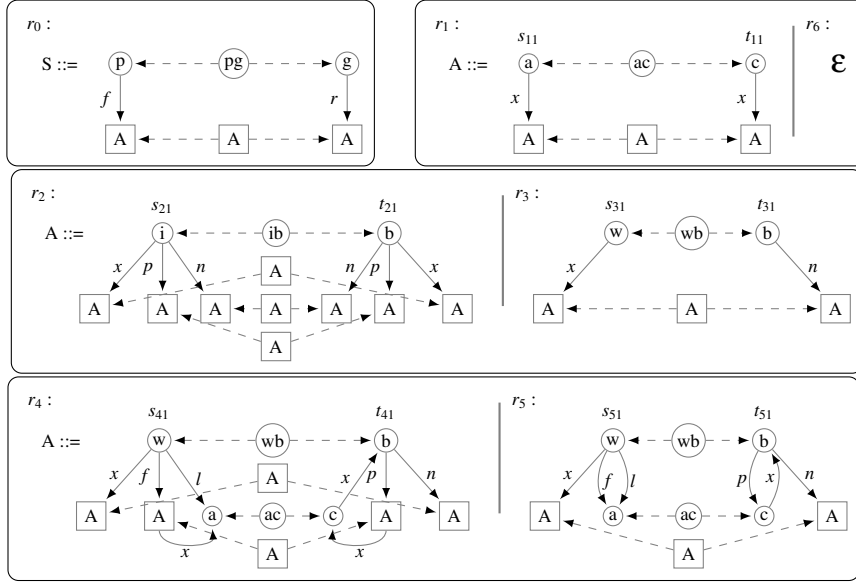 r0 :
S ::= p pg g
f r
A A A
r1 :
s11 t11
A ::= a ac c
x x
A A A
r6 :
ε
r2 :
s21 t21
A ::= i ib b
x p n n p x
A
A A A A A A A
A
r3 :
s31 t31
w wb b
x n
A A A
r4 :
s41 t41
A ::= w wb b
x f l x p n
A
A A a ac c A A
A
x x
r5 :
s51 t51
w wb b
x f l p x n
A a ac c A
A